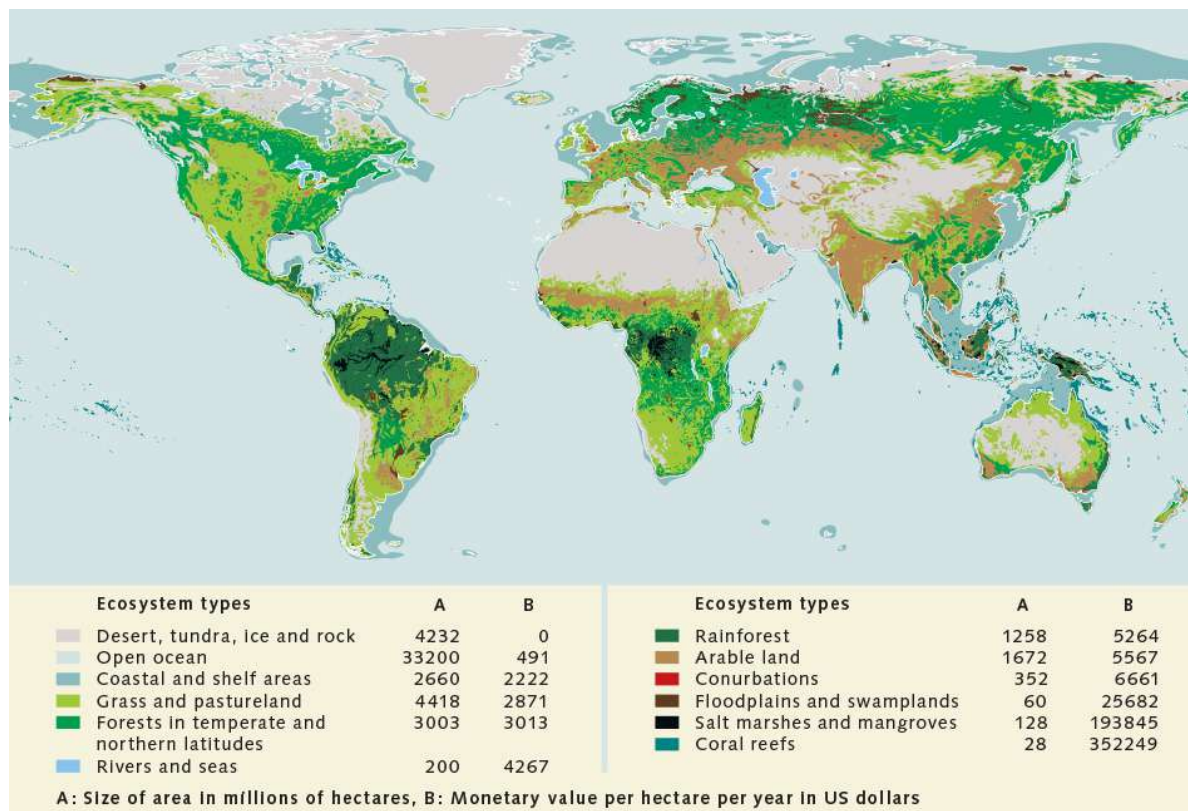 Ecosystem types A B
Desert, tundra, ice and rock 4232 0
Open ocean 33200 491
Coastal and shelf areas 2660 2222
Grass and pastureland 4418 2871
Forests in temperate and 3003 3013
northern latitudes
Rivers and seas 200 4267
Ecosystem types A B
Rainforest 1258 5264
Arable land 1672 5567
Conurbations 352 6661
Floodplains and swamplands 60 25682
Salt marshes and mangroves 128 193845
Coral reefs 28 352249
A: Size of area in millions of hectares, B: Monetary value per hectare per year in US dollars